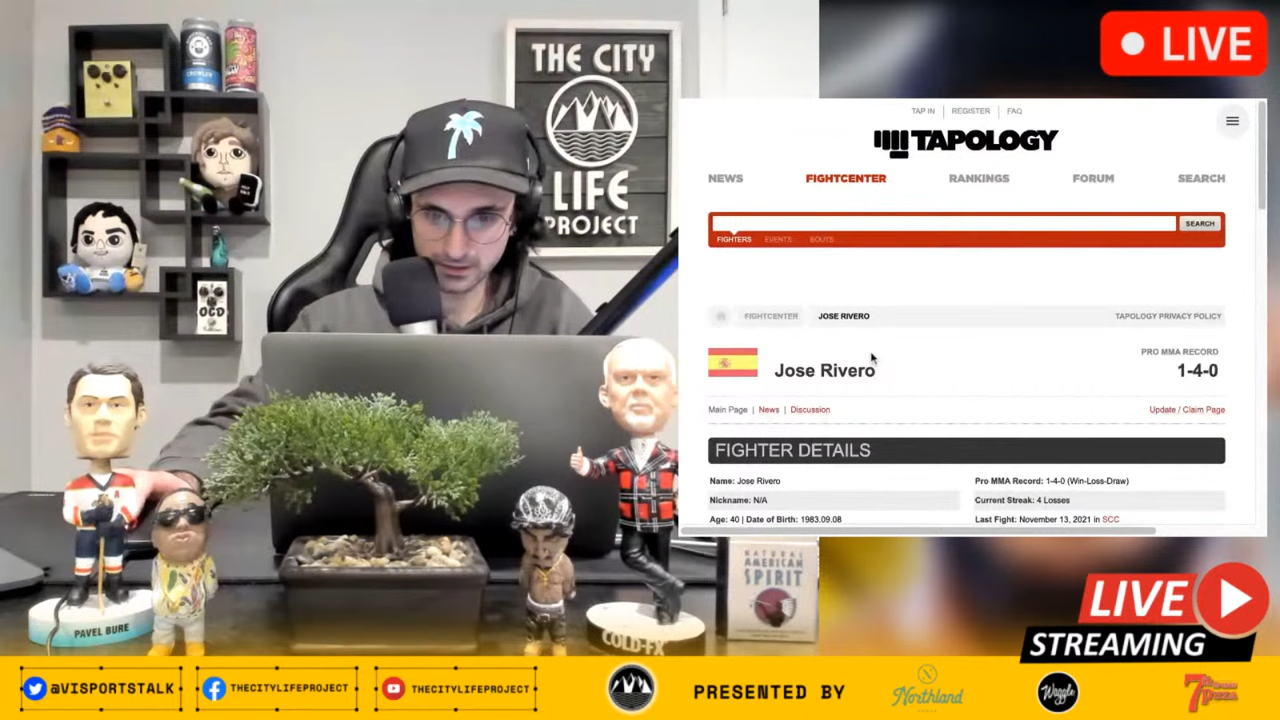 CROWLER
THE CITY
LIFE
PROJECT
OCD
PAVEL BURE
COLD-FX
NATURAL
AMERICAN
SPIRIT
LIVE
TAP IN | REGISTER | FAQ
TAPOLOGY
NEWS FIGHTCENTER RANKINGS FORUM SEARCH
SEARCH
FIGHTERS EVENTS BOUTS
FIGHTCENTER JOSE RIVERO TAPOLOGY PRIVACY POLICY
PRO MMA RECORD
Jose Rivero 1-4-0
Main Page | News | Discussion Update / Claim Page
FIGHTER DETAILS
Name: Jose Rivero Pro MMA Record: 1-4-0 (Win-Loss-Draw)
Nickname: N/A Current Streak: 4 Losses
Age: 40 | Date of Birth: 1983.09.08 Last Fight: November 13, 2021 in SCC
LIVE
STREAMING
@VISPORTSTALK THECITYLIFEPROJECT THECITYLIFEPROJECT PRESENTED BY Northland Waggle